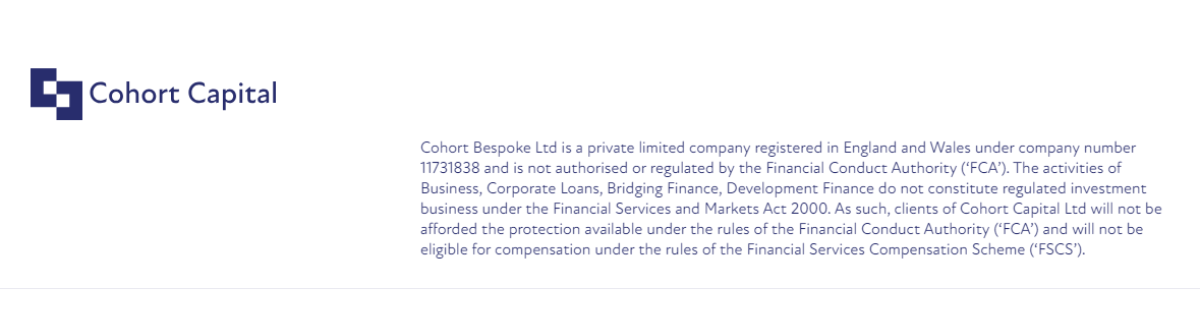 Cohort Capital
Cohort Bespoke Ltd is a private limited company registered in England and Wales under company number
11731838 and is not authorised or regulated by the Financial Conduct Authority (‘FCA’). The activities of
Business, Corporate Loans, Bridging Finance, Development Finance do not constitute regulated investment
business under the Financial Services and Markets Act 2000. As such, clients of Cohort Capital Ltd will not be
afforded the protection available under the rules of the Financial Conduct Authority (‘FCA’) and will not be
eligible for compensation under the rules of the Financial Services Compensation Scheme (‘FSCS’).